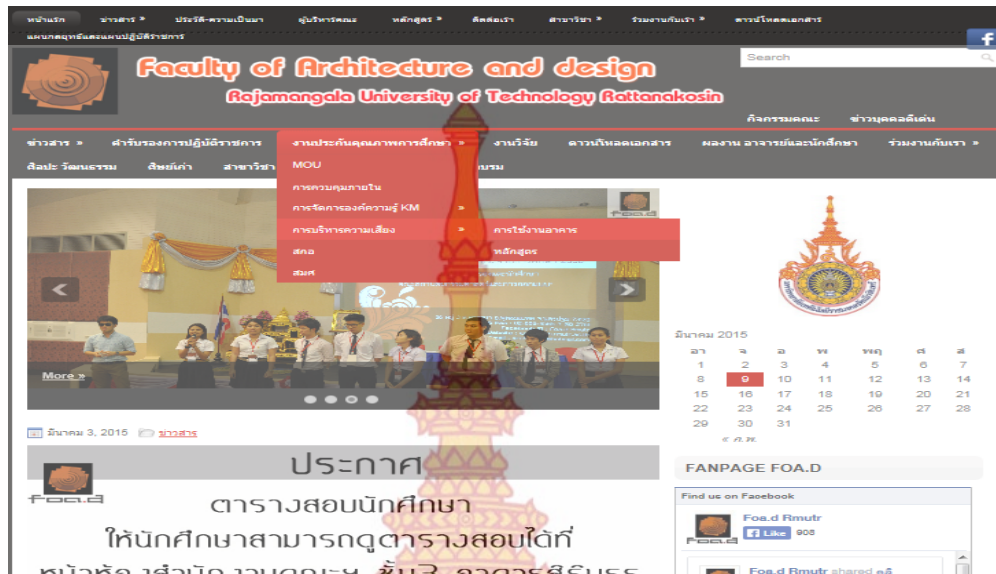 หน้าแรก ข่าวสาร » ประวัติ-ความเป็นมา ผู้บริหารคณะ หลักสูตร » ติดต่อเรา สาขาวิชา » ร่วมงานกับเรา » ดาวน์โหลดเอกสาร
แผนกลยุทธ์และแผนปฏิบัติราชการ
f
Faculty of Architecture and design
Search
Rajamangala University of Technology Rattanakosin
กิจกรรมคณะ ข่าวบุคคลดีเด่น
ข่าวสาร » คำรับรองการปฏิบัติราชการ งานประกันคุณภาพการศึกษา » งานวิจัย ดาวน์โหลดเอกสาร ผลงาน อาจารย์และนักศึกษา ร่วมงานกับเรา »
ศิลปะ วัฒนธรรม ศิษย์เก่า สาขาวิชา
MOU
การควบคุมภายใน
การจัดการองค์ความรู้ KM »
การบริหารความเสี่ยง » การใช้งานอาคาร
สกอ หลักสูตร
สมศ
foa.d
More »
มีนาคม 2015
อา จ อ พ พฤ ศ ส
1 2 3 4 5 6 7
8 9 10 11 12 13 14
15 16 17 18 19 20 21
22 23 24 25 26 27 28
29 30 31
« ก.พ.
มีนาคม 3, 2015 ข่าวสาร
ประกาศ
foa.d
ตารางสอบนักศึกษา
ให้นักศึกษาสามารถดูตารางสอบได้ที่
FANPAGE FOA.D
Find us on Facebook
Foa.d Rmutr
Like 908
Foa.d Rmutr shared คลี